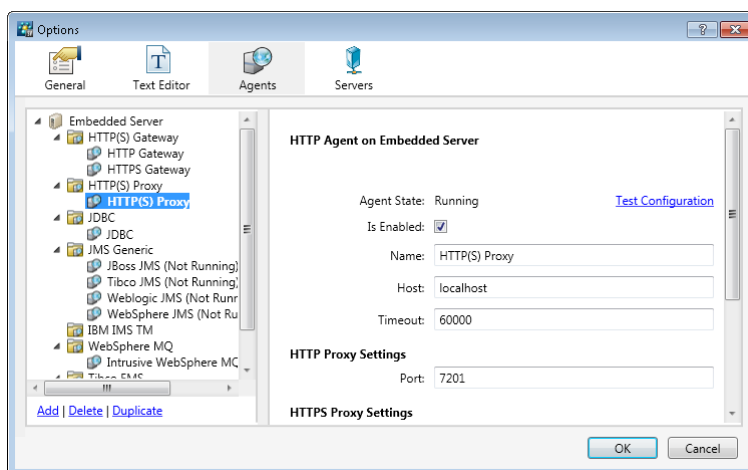 Options
General
Text Editor
Agents
Servers
Embedded Server
HTTP(S) Gateway
HTTP Gateway
HTTPS Gateway
HTTP(S) Proxy
HTTP(S) Proxy
JDBC
JDBC
JMS Generic
JBoss JMS (Not Running)
Tibco JMS (Not Running)
Weblogic JMS (Not Runr
WebSphere JMS (Not Ru
IBM IMS TM
WebSphere MQ
Intrusive WebSphere MQ
Tibco EMS
Add | Delete | Duplicate
HTTP Agent on Embedded Server
Agent State: Running Test Configuration
Is Enabled:
Name: HTTP(S) Proxy
Host: localhost
Timeout: 60000
HTTP Proxy Settings
Port: 7201
HTTPS Proxy Settings
OK Cancel